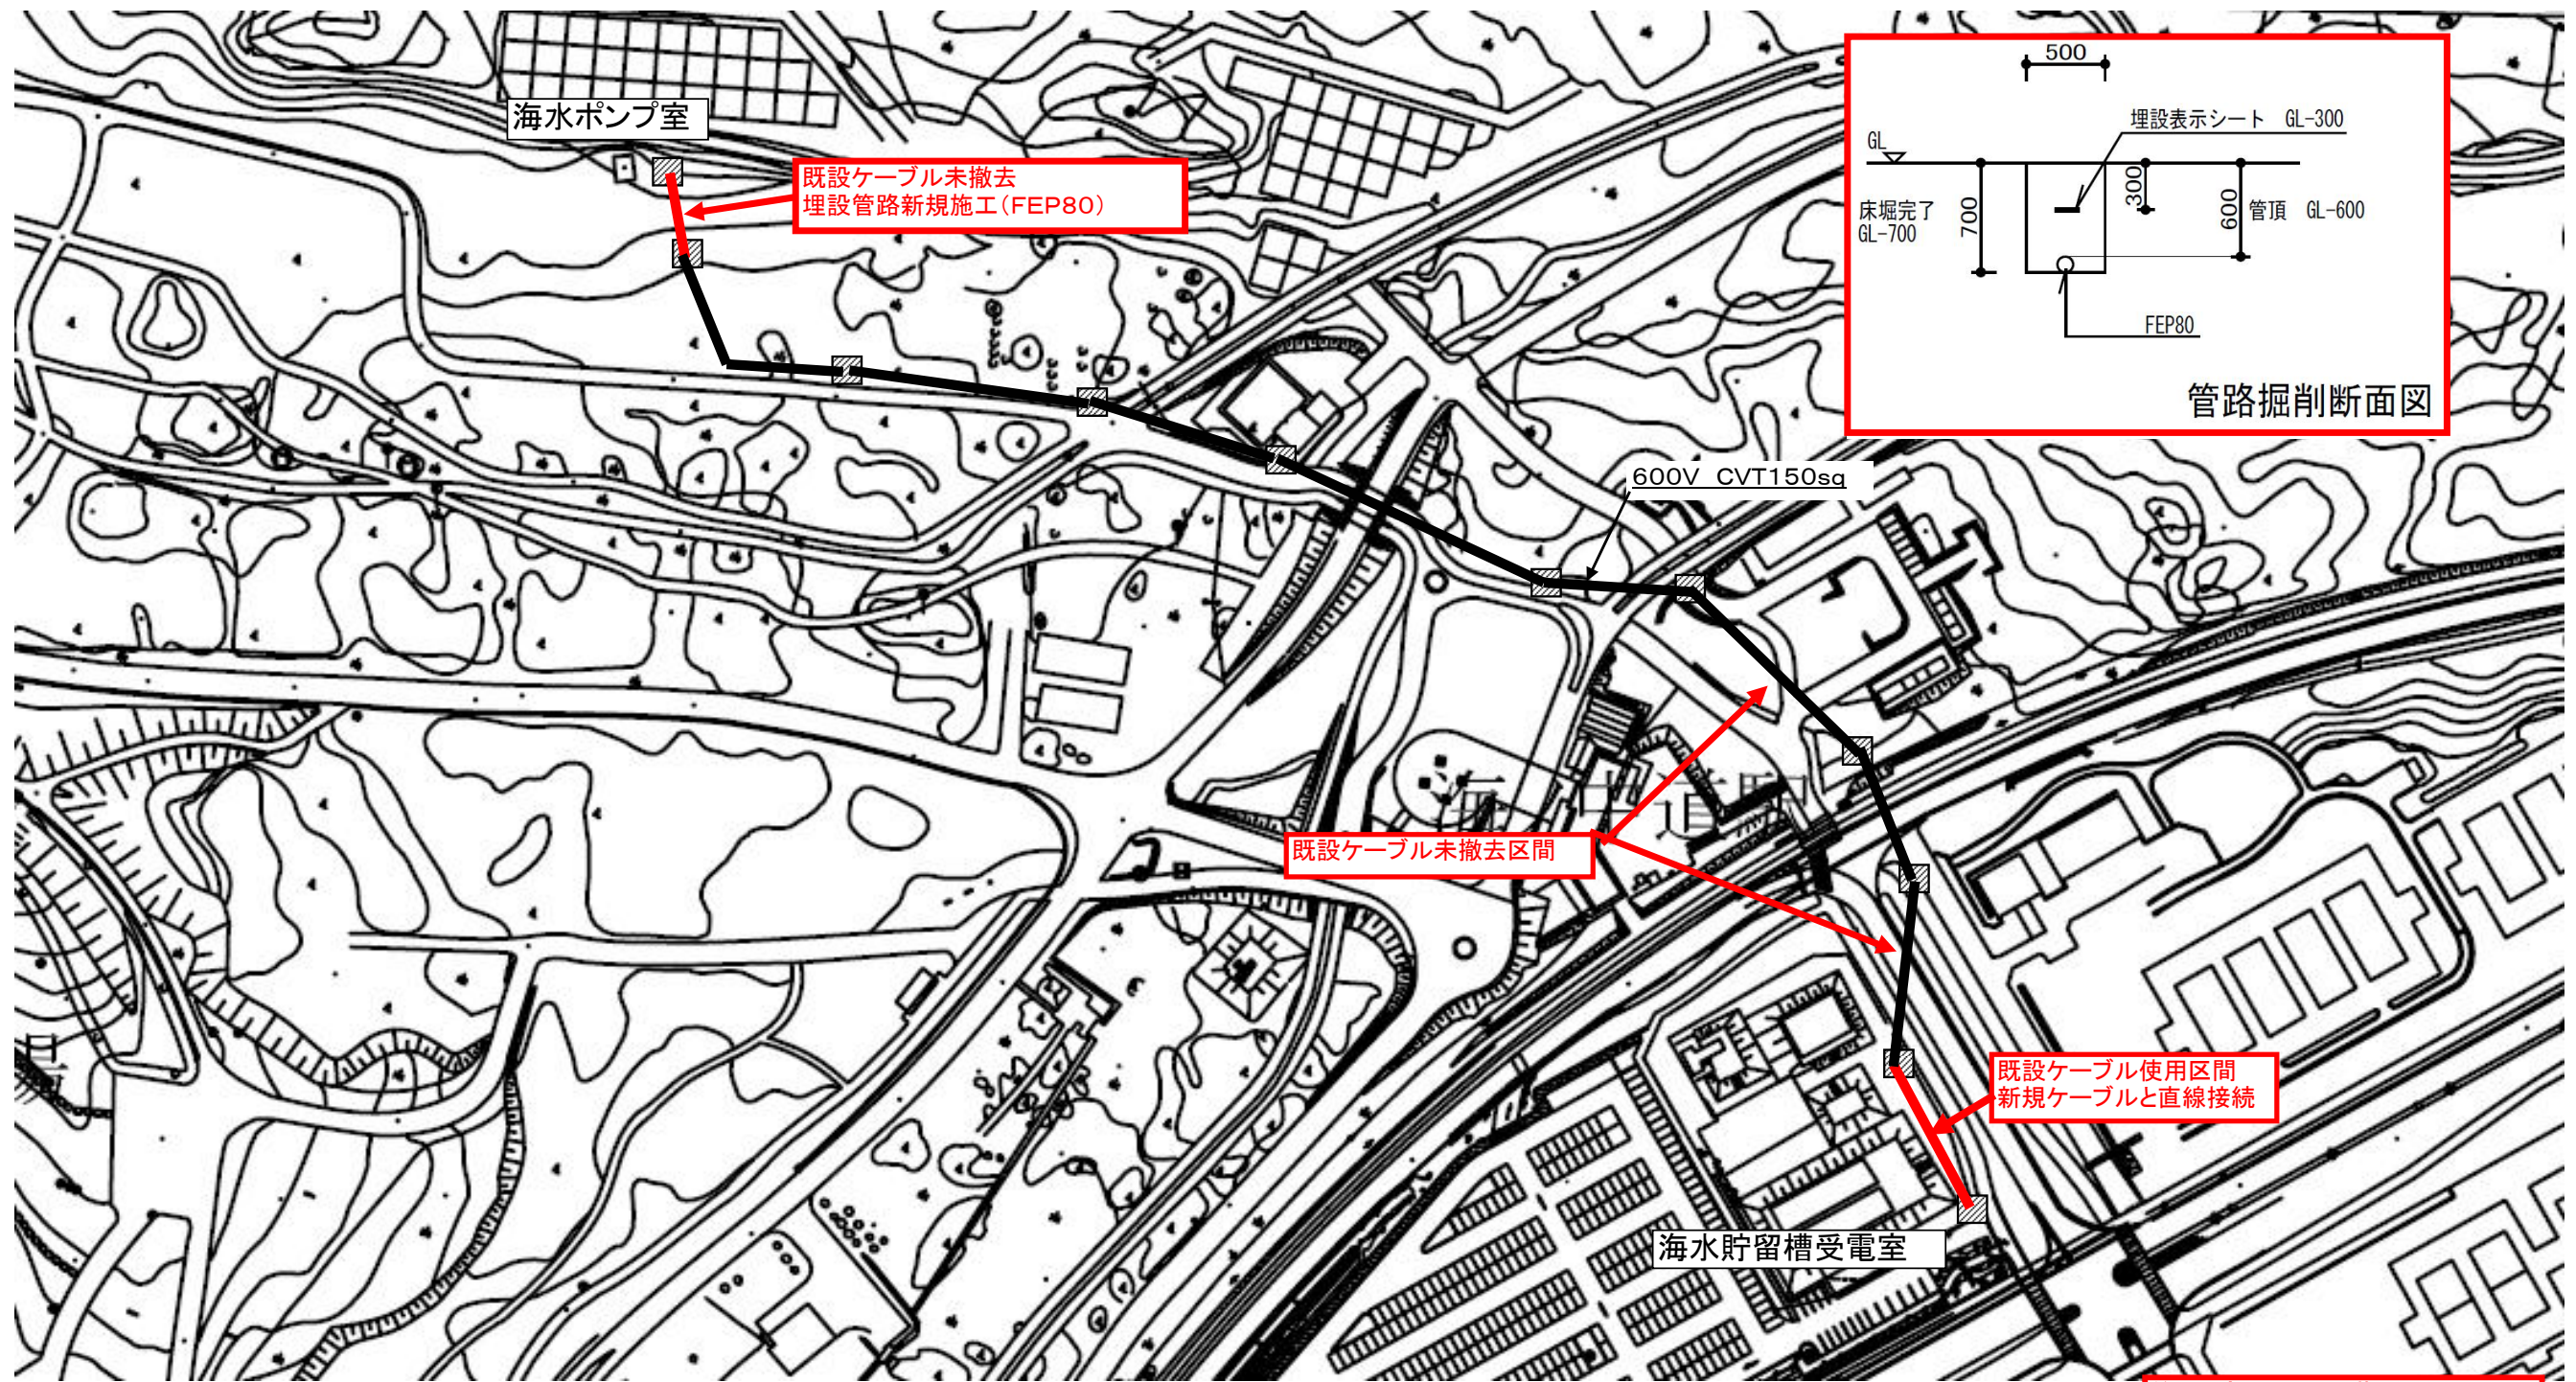 海水ポンプ室
既設ケーブル未撤去
埋設管路新規施工(FEP80)
500
埋設表示シート GL-300
GL
床堀完了
GL-700
700
300
600
管頂 GL-600
FEP80
管路掘削断面図
600V CVT150sq
既設ケーブル未撤去区間
既設ケーブル使用区間
新規ケーブルと直線接続
海水貯留槽受電室